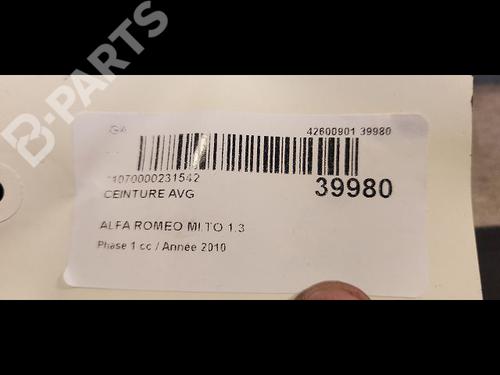 B-PARTS
GA 42600901 39980
*1070000231542
39980
CEINTURE AVG
ALFA ROMEO MI.TO 1.3
Phase 1 cc / Année 2010